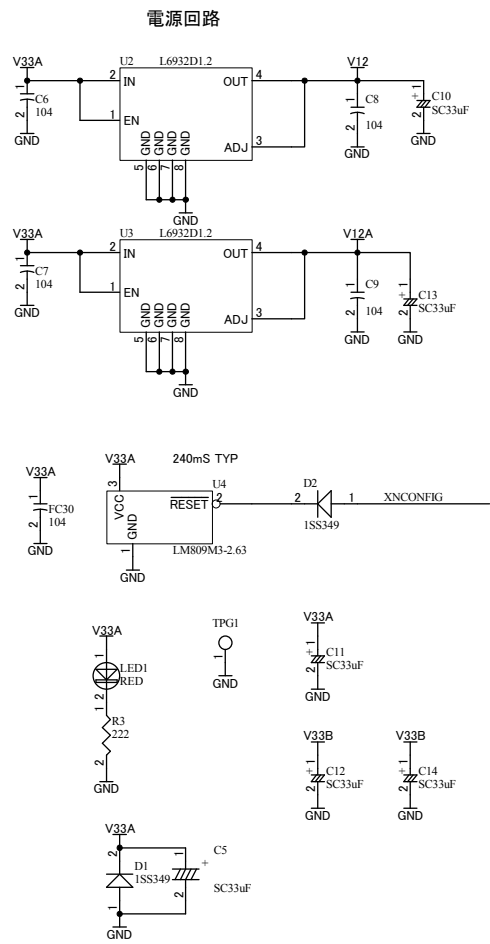 電源回路
V33A
U2
L6932D1.2
V12
1
C6
2
104
GND
2
IN
1
EN
OUT
4
ADJ
3
GND
GND
GND
GND
5
6
7
8
GND
1
C8
2
104
GND
+
1
C10
2
SC33uF
GND
V33A
U3
L6932D1.2
V12A
1
C7
2
104
GND
2
IN
1
EN
OUT
4
ADJ
3
GND
GND
GND
GND
5
6
7
8
GND
1
C9
2
104
GND
+
1
C13
2
SC33uF
GND
V33A
1
FC30
2
104
GND
V33A
240mS TYP
3
VCC
GND
1
GND
U4
RESET
2
LM809M3-2.63
D2
2
1
1SS349
XNCONFIG
V33A
1
LED1
RED
2
1
R3
222
2
GND
TPG1
1
GND
V33A
+
1
C11
2
SC33uF
GND
V33B
+
1
C12
2
SC33uF
GND
V33B
+
1
C14
2
SC33uF
GND
V33A
2
D1
1SS349
1
GND
C5
1
+
2
SC33uF